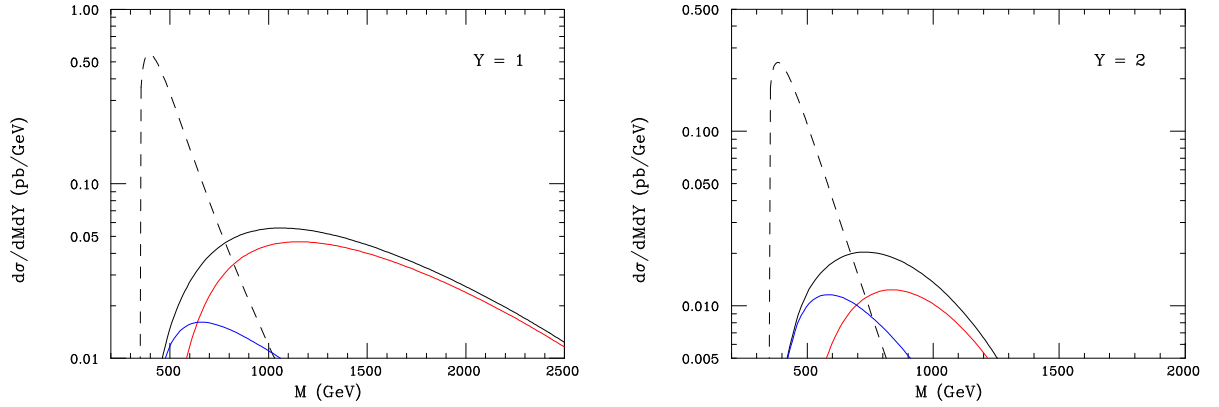 1.00
0.50
0.10
0.05
0.01
dσ/dMdY (pb/GeV)
Y = 1
500 1000 1500 2000 2500
M (GeV)
0.500
0.100
0.050
0.010
0.005
dσ/dMdY (pb/GeV)
Y = 2
500 1000 1500 2000
M (GeV)